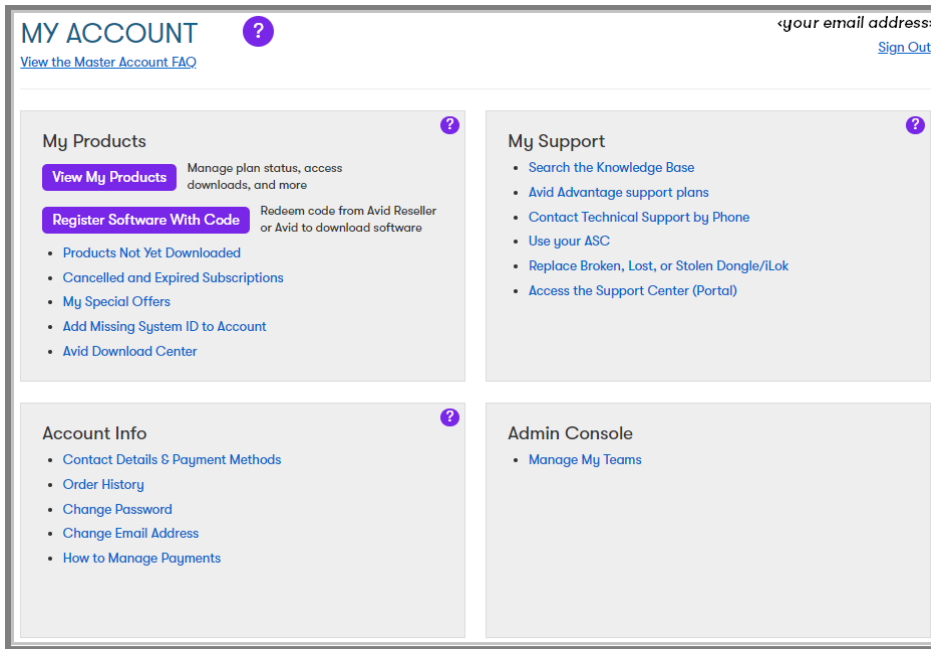 MY ACCOUNT
?
<your email address>
View the Master Account FAQ
Sign Out
My Products
?
View My Products
Manage plan status, access
downloads, and more
Register Software With Code
Redeem code from Avid Reseller
or Avid to download software
• Products Not Yet Downloaded
• Cancelled and Expired Subscriptions
• My Special Offers
• Add Missing System ID to Account
• Avid Download Center
My Support
?
• Search the Knowledge Base
• Avid Advantage support plans
• Contact Technical Support by Phone
• Use your ASC
• Replace Broken, Lost, or Stolen Dongle/iLok
• Access the Support Center (Portal)
Account Info
?
• Contact Details & Payment Methods
• Order History
• Change Password
• Change Email Address
• How to Manage Payments
Admin Console
• Manage My Teams